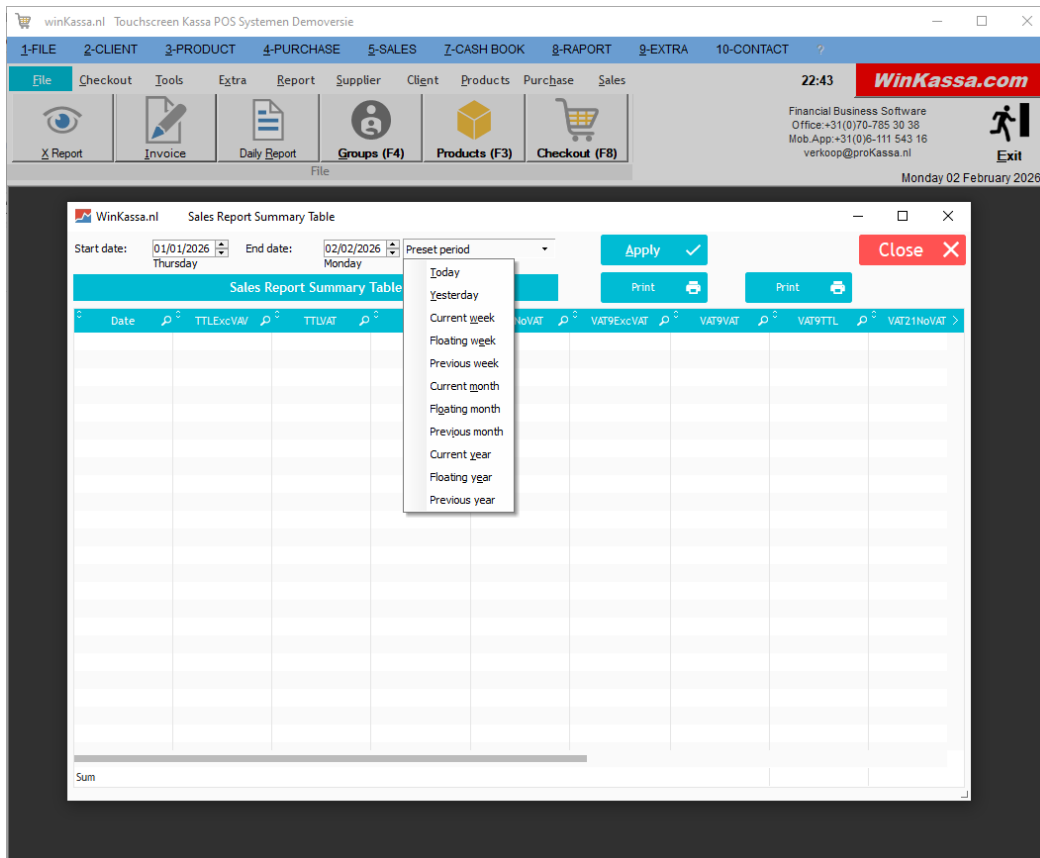 winKassa.nl Touchscreen Kassa POS Systemen Demoversie
1-FILE 2-CLIENT 3-PRODUCT 4-PURCHASE 5-SALES 7-CASH BOOK 8-RAPORT 9-EXTRA 10-CONTACT ?
File Checkout Tools Extra Report Supplier Client Products Purchase Sales 22:43 WinKassa.com
Financial Business Software
Office:+31(0)70-785 30 38
Mob.App:+31(0)6-111 543 16
verkoop@proKassa.nl
X Report Invoice Daily Report Groups (F4) Products (F3) Checkout (F8) Exit
File
Monday 02 February 2026
WinKassa.nl Sales Report Summary Table
Start date: 01/01/2026 End date: 02/02/2026 Preset period Apply Close
Thursday Monday
Sales Report Summary Table Print Print
Date TTLExcVAV TTLVAT NoVAT VAT9ExcVAT VAT9VAT VAT9TTL VAT21NoVAT
Today
Yesterday
Current week
Floating week
Previous week
Current month
Floating month
Previous month
Current year
Floating year
Previous year
Sum